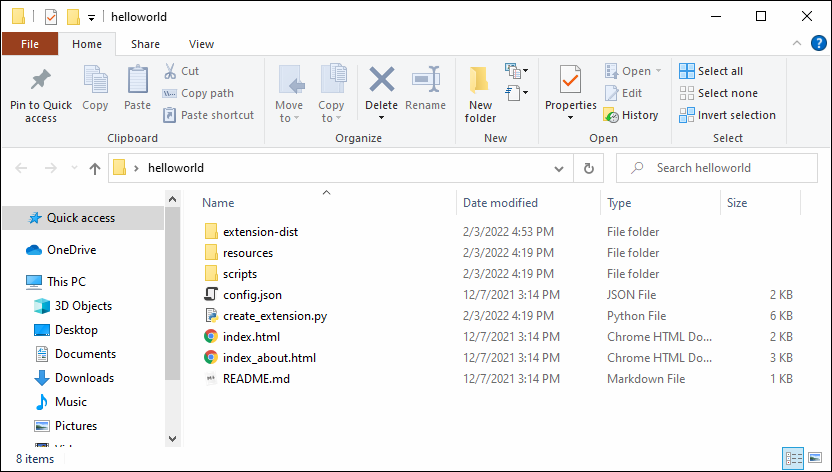 helloworld
File Home Share View
Pin to Quick access
Copy
Paste
Cut
Copy path
Paste shortcut
Clipboard
Move to
Copy to
Delete
Rename
Organize
New folder
New
Properties
Open
Edit
History
Open
Select all
Select none
Invert selection
Select
helloworld
Search helloworld
Quick access
OneDrive
This PC
3D Objects
Desktop
Documents
Downloads
Music
Pictures
Name Date modified Type Size
extension-dist 2/3/2022 4:53 PM File folder
resources 2/3/2022 4:19 PM File folder
scripts 2/3/2022 4:19 PM File folder
config.json 12/7/2021 3:14 PM JSON File 2 KB
create_extension.py 2/3/2022 4:19 PM Python File 6 KB
index.html 12/7/2021 3:14 PM Chrome HTML Do... 2 KB
index_about.html 12/7/2021 3:14 PM Chrome HTML Do... 3 KB
README.md 12/7/2021 3:14 PM Markdown File 1 KB
8 items